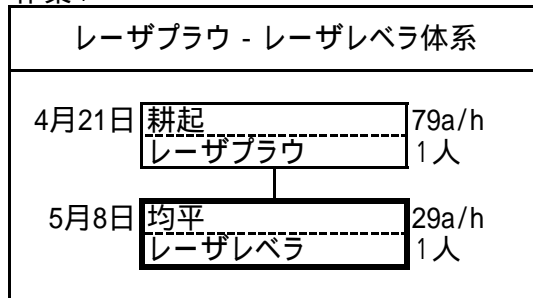 レーザプラウ - レーザレベラ体系
4月21日 耕起 79a/h
レーザプラウ 1人
5月8日 均平 29a/h
レーザレベラ 1人